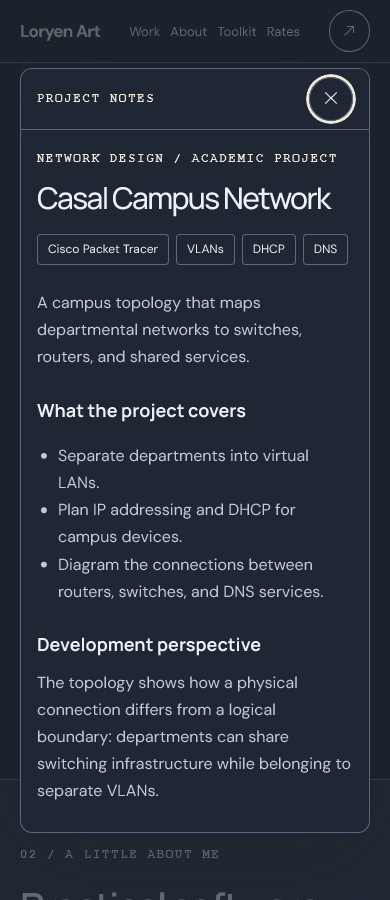 Loryen Art Work About Toolkit Rates
PROJECT NOTES
NETWORK DESIGN / ACADEMIC PROJECT
Casal Campus Network
Cisco Packet Tracer VLANs DHCP DNS
A campus topology that maps
departmental networks to switches,
routers, and shared services.
What the project covers
Separate departments into virtual
LANs.
Plan IP addressing and DHCP for
campus devices.
Diagram the connections between
routers, switches, and DNS services.
Development perspective
The topology shows how a physical
connection differs from a logical
boundary: departments can share
switching infrastructure while belonging to
separate VLANs.
02 / A LITTLE ABOUT ME
Practical software